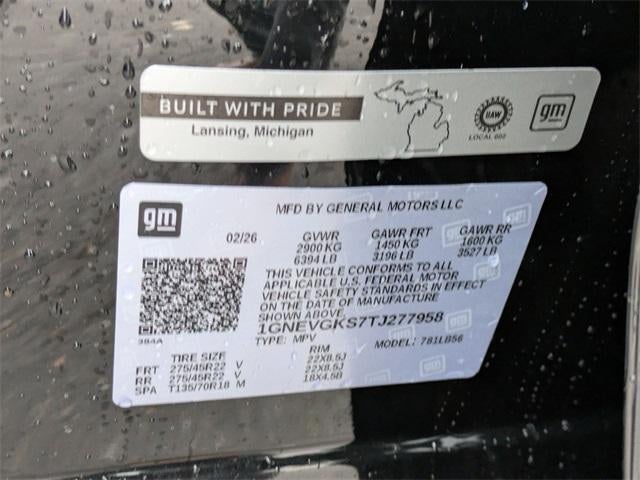 BUILT WITH PRIDE
Lansing, Michigan
UAW
LOCAL 602
gm
gm
MFD BY GENERAL MOTORS LLC
02/26
GVWR GAWR FRT GAWR RR
2900 KG 1450 KG 1600 KG
6394 LB 3196 LB 3527 LB
THIS VEHICLE CONFORMS TO ALL
APPLICABLE U.S. FEDERAL MOTOR
VEHICLE SAFETY STANDARDS IN EFFECT
ON THE DATE OF MANUFACTURE
SHOWN ABOVE.
1GNEVGKS7TJ277958
TYPE: MPV MODEL: 781LB56
384A
TIRE SIZE RIM
FRT 275/45R22 V 22X8.5J
RR 275/45R22 V 22X8.5J
SPA T135/70R18 M 18X4.5B